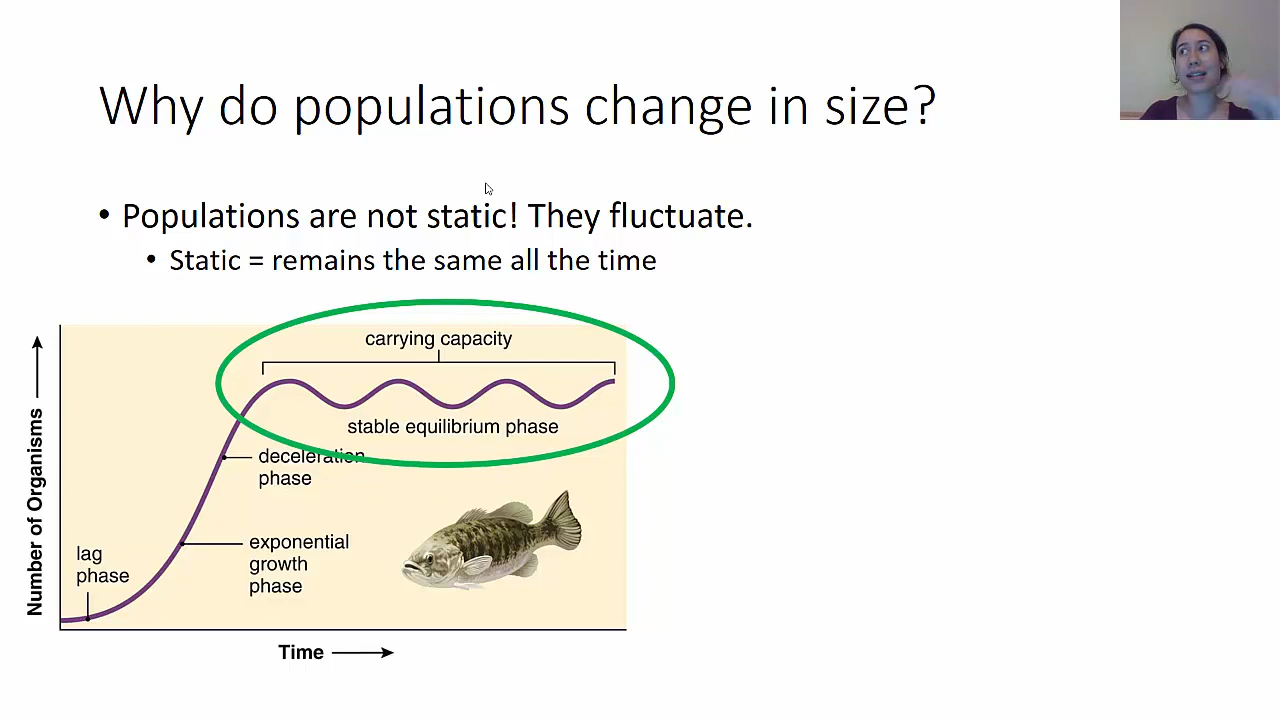 Why do populations change in size?
• Populations are not static! They fluctuate.
• Static = remains the same all the time
carrying capacity
stable equilibrium phase
deceleration
phase
exponential
growth
phase
lag
phase
Number of Organisms
Time